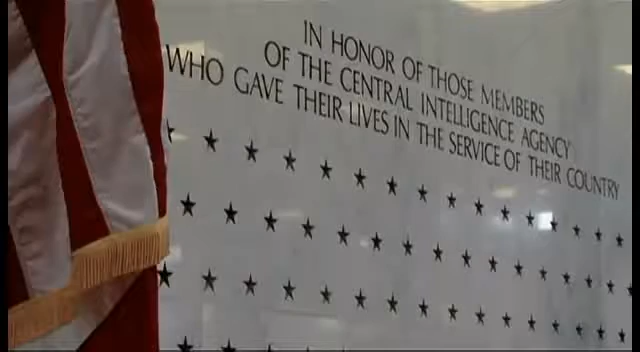 IN HONOR OF THOSE MEMBERS
OF THE CENTRAL INTELLIGENCE AGENCY
WHO GAVE THEIR LIVES IN THE SERVICE OF THEIR COUNTRY